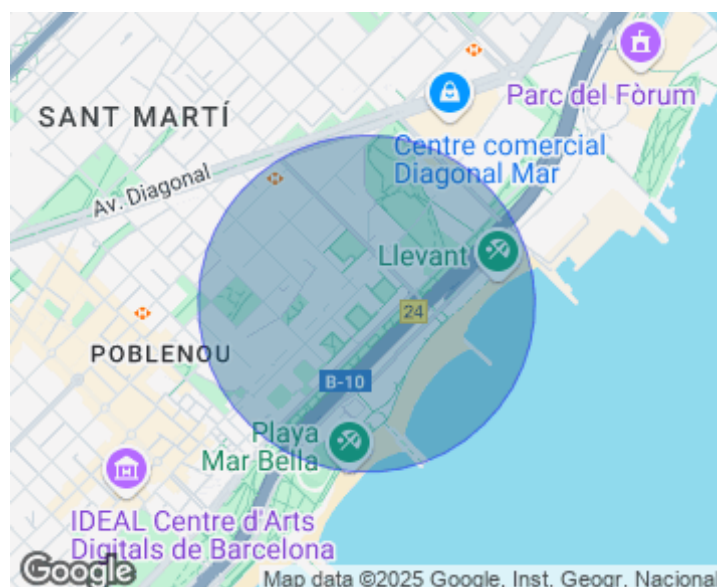 Parc del Fòrum
SANT MARTÍ
Centre comercial
Diagonal Mar
Av. Diagonal
Llevant
24
POBLENOU
B-10
Playa
Mar Bella
IDEAL Centre d'Arts
Digitals de Barcelona
Google
Map data ©2025 Google, Inst. Geogr. Nacional